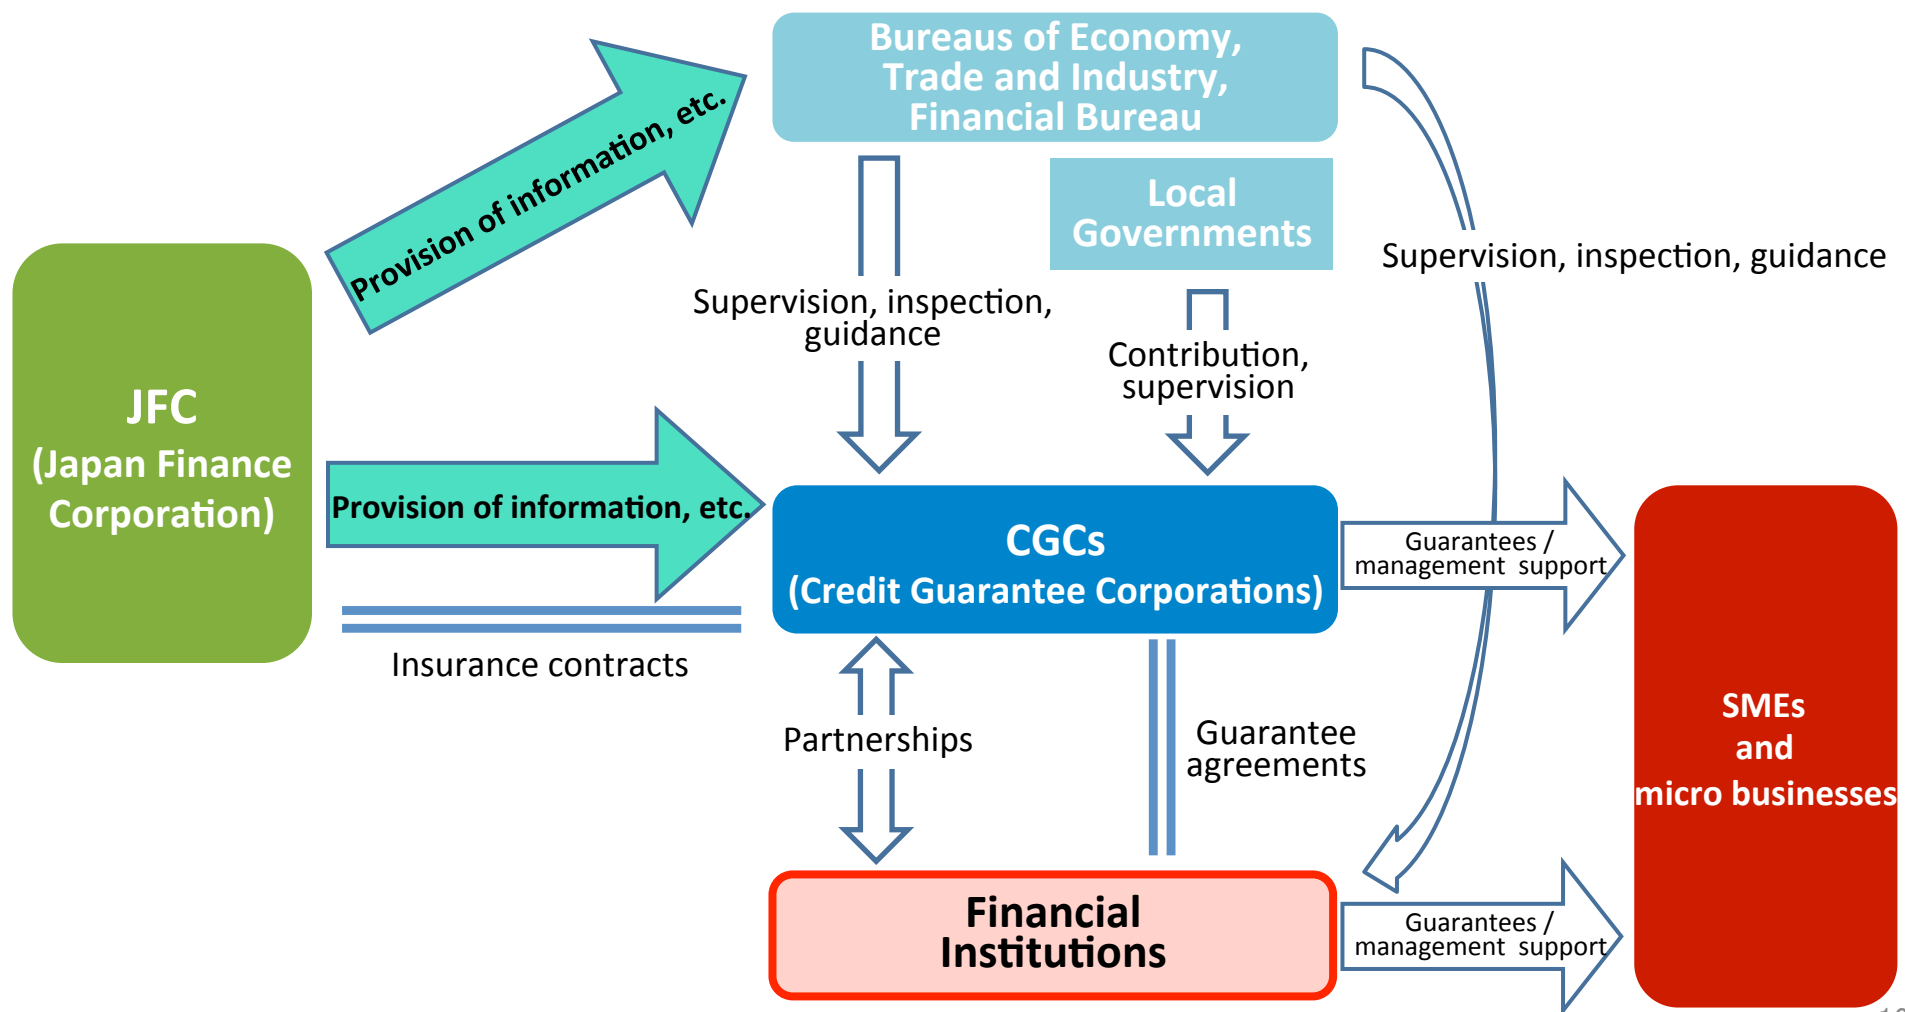 Bureaus of Economy,
Trade and Industry,
Financial Bureau
Provision of information, etc.
Local
Governments
Supervision, inspection, guidance
Supervision, inspection,
guidance
Contribution,
supervision
JFC
(Japan Finance
Corporation)
Provision of information, etc.
CGCs
(Credit Guarantee Corporations)
Guarantees /
management support
Insurance contracts
Partnerships
Guarantee
agreements
SMEs
and
micro businesses
Financial
Institutions
Guarantees /
management support